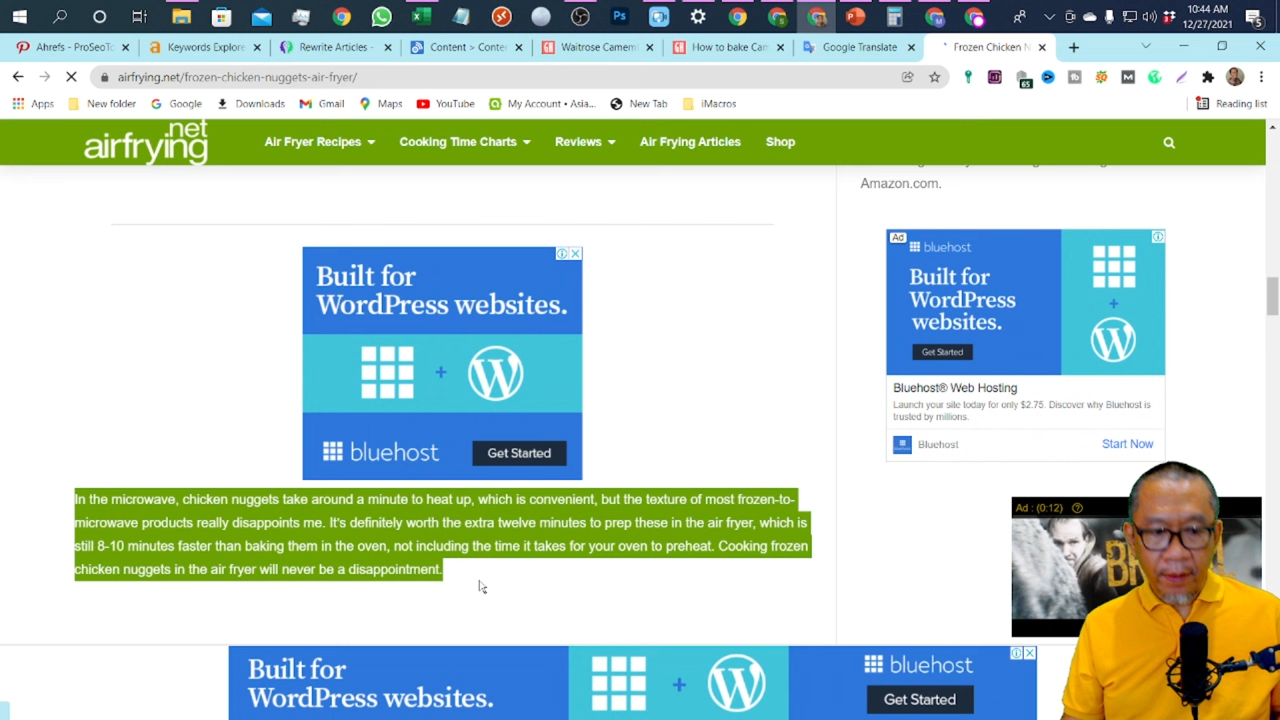 10:44 AM
12/27/2021
5
Ahrefs - ProSeoTo
Keywords Explore
Rewrite Articles -
Content > Conter
Waitrose Camemb
How to bake Cam
Google Translate
Frozen Chicken N
airfrying.net/frozen-chicken-nuggets-air-fryer/
65
Apps
New folder
Google
Downloads
Gmail
Maps
YouTube
My Account - Asia...
New Tab
iMacros
Reading list
.net
airfrying
Air Fryer Recipes
Cooking Time Charts
Reviews
Air Frying Articles
Shop
Amazon.com.
Built for
WordPress websites.
+
bluehost
Get Started
Ad
bluehost
Built for
WordPress
websites.
Get Started
+
Bluehost® Web Hosting
Launch your site today for only $2.75. Discover why Bluehost is
trusted by millions.
Bluehost
Start Now
In the microwave, chicken nuggets take around a minute to heat up, which is convenient, but the texture of most frozen-to-
microwave products really disappoints me. It's definitely worth the extra twelve minutes to prep these in the air fryer, which is
still 8-10 minutes faster than baking them in the oven, not including the time it takes for your oven to preheat. Cooking frozen
chicken nuggets in the air fryer will never be a disappointment.
Ad : (0:12)
Built for
WordPress websites.
+
bluehost
Get Started